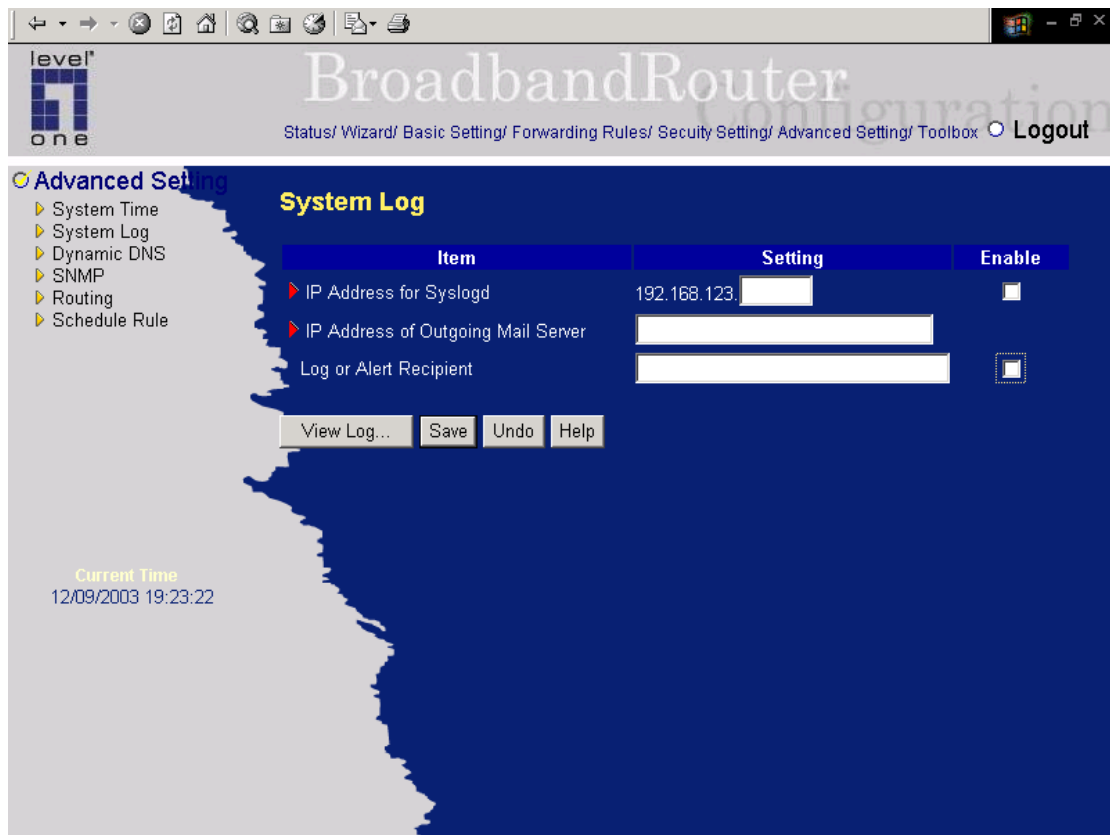 level
one
BroadbandRouter
Configuration
Status/ Wizard/ Basic Setting/ Forwarding Rules/ Secuity Setting/ Advanced Setting/ Toolbox Logout
Advanced Setting
System Time
System Log
Dynamic DNS
SNMP
Routing
Schedule Rule
Current Time
12/09/2003 19:23:22
System Log
Item Setting Enable
IP Address for Syslogd 192.168.123.
IP Address of Outgoing Mail Server
Log or Alert Recipient
View Log... Save Undo Help